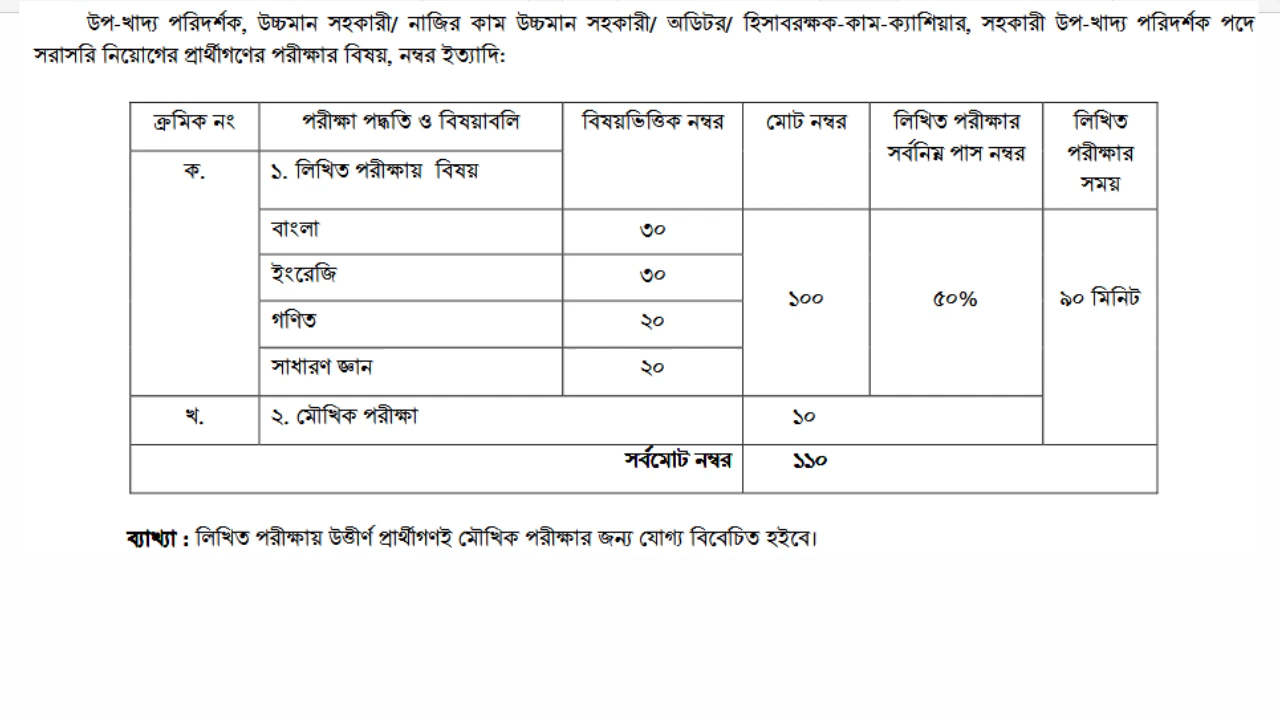 উপ-খাদ্য পরিদর্শক, উচ্চমান সহকারী/ নাজির কাম উচ্চমান সহকারী/ অডিটর/ হিসাবরক্ষক-কাম-ক্যাশিয়ার, সহকারী উপ-খাদ্য পরিদর্শক পদে
সরাসরি নিয়োগের প্রার্থীগণের পরীক্ষার বিষয়, নম্বর ইত্যাদি:
ক্রমিক নং পরীক্ষা পদ্ধতি ও বিষয়াবলি বিষয়ভিত্তিক নম্বর মোট নম্বর লিখিত পরীক্ষার লিখিত
সর্বনিম্ন পাস নম্বর পরীক্ষার
ক. ১. লিখিত পরীক্ষায় বিষয় সময়
বাংলা ৩০
ইংরেজি ৩০
১০০ ৫০% ৯০ মিনিট
গণিত ২০
সাধারণ জ্ঞান ২০
খ. ২. মৌখিক পরীক্ষা ১০
সর্বমোট নম্বর ১১০
ব্যাখ্যা : লিখিত পরীক্ষায় উত্তীর্ণ প্রার্থীগণই মৌখিক পরীক্ষার জন্য যোগ্য বিবেচিত হইবে।